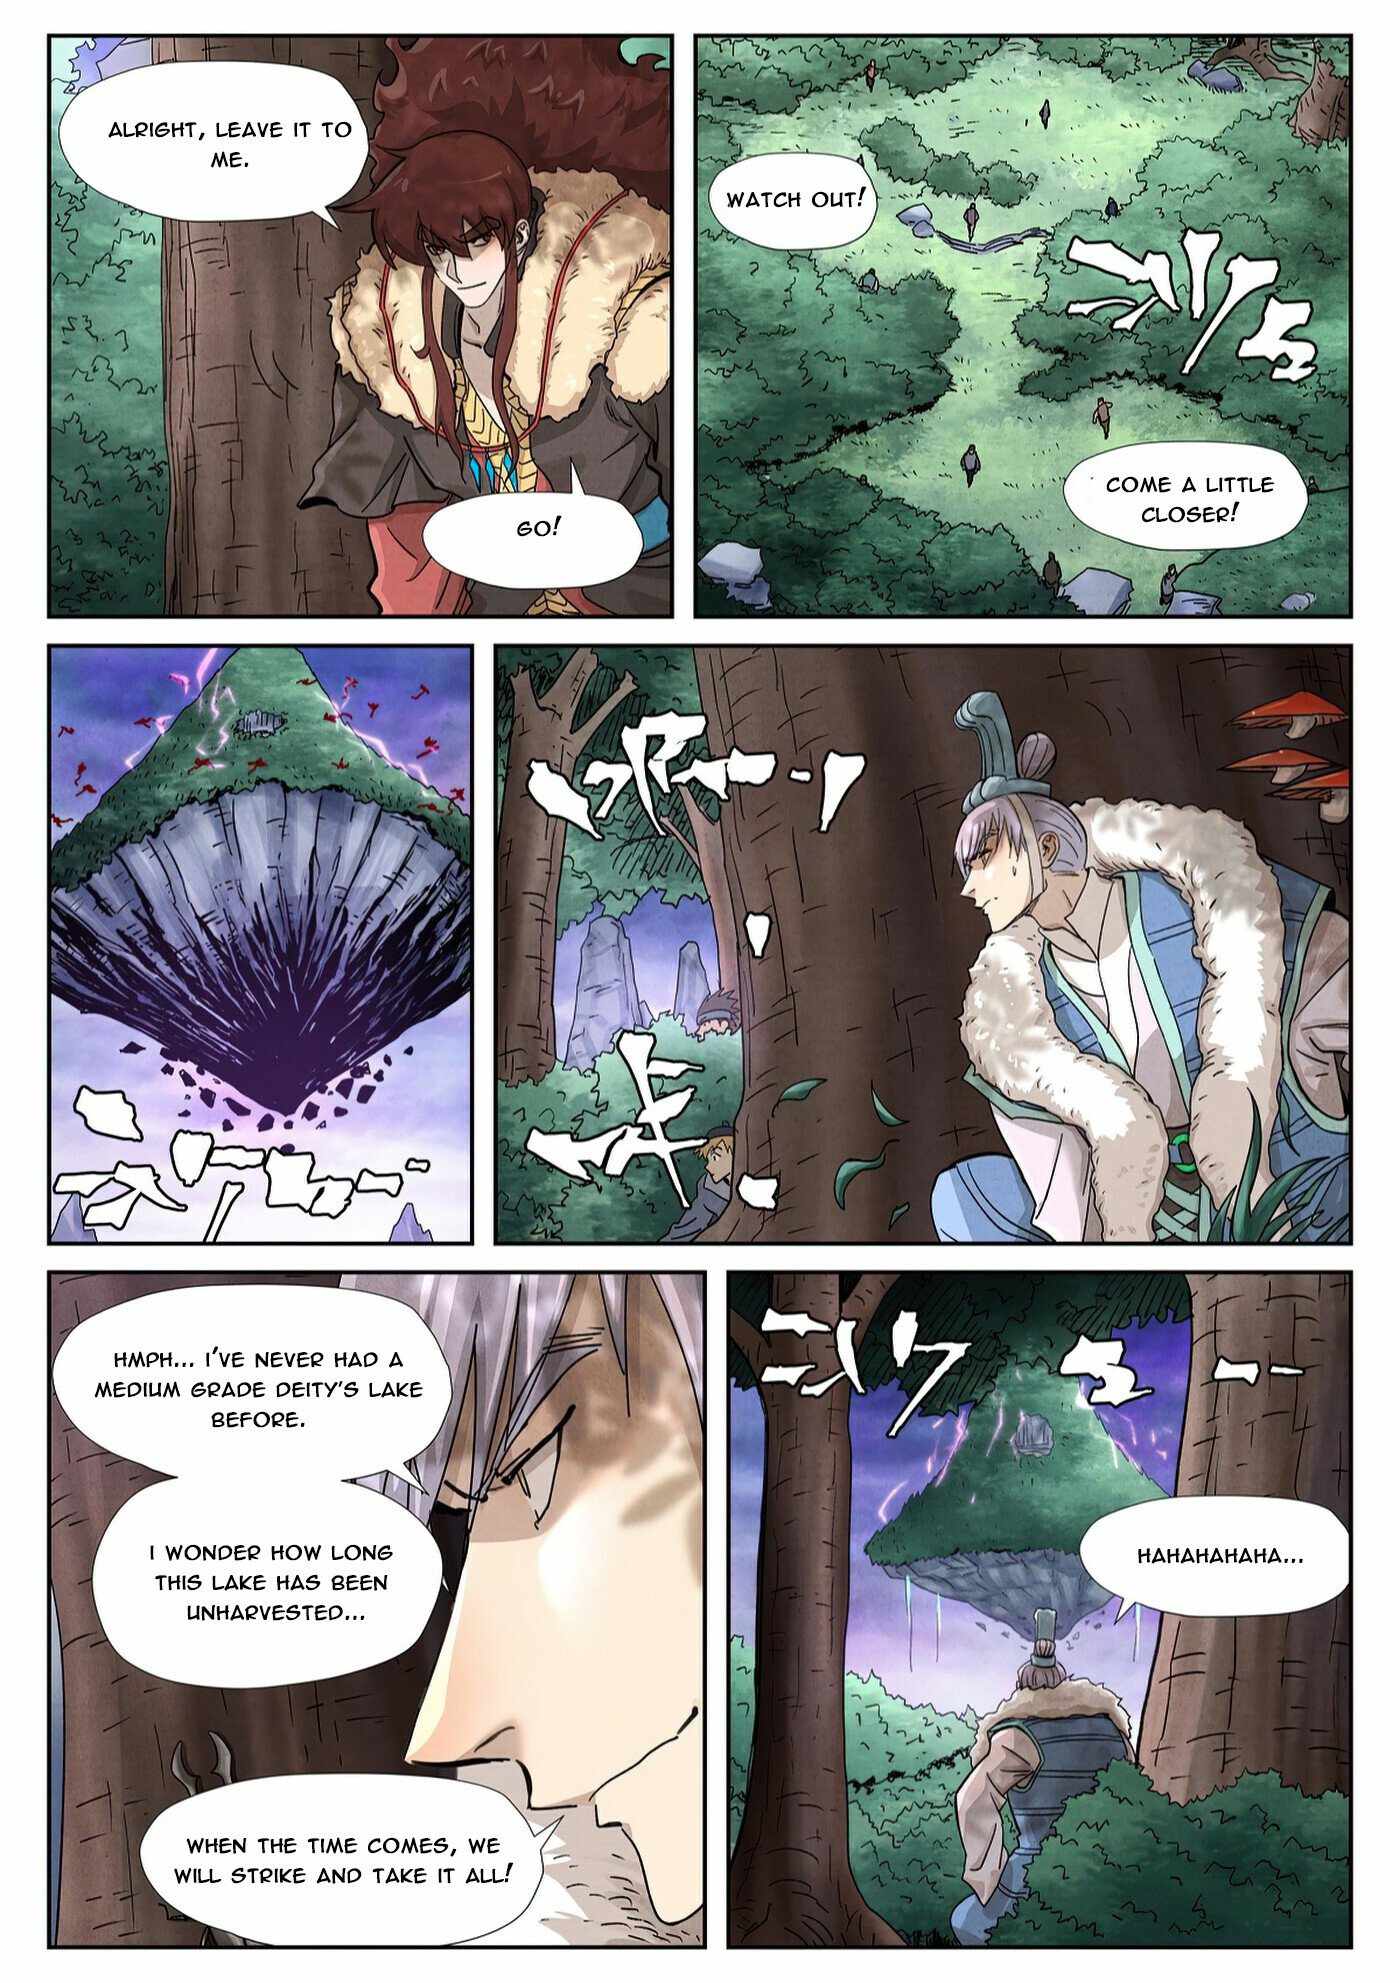 ALRIGHT, LEAVE IT TO
ME.
GO!
WATCH OUT!
COME A LITTLE
CLOSER!
HMPH... I'VE NEVER HAD A
MEDIUM GRADE DEITY'S LAKE
BEFORE.
I WONDER HOW LONG
THIS LAKE HAS BEEN
UNHARVESTED...
WHEN THE TIME COMES, WE
WILL STRIKE AND TAKE IT ALL!
HAHAHAHAHA...